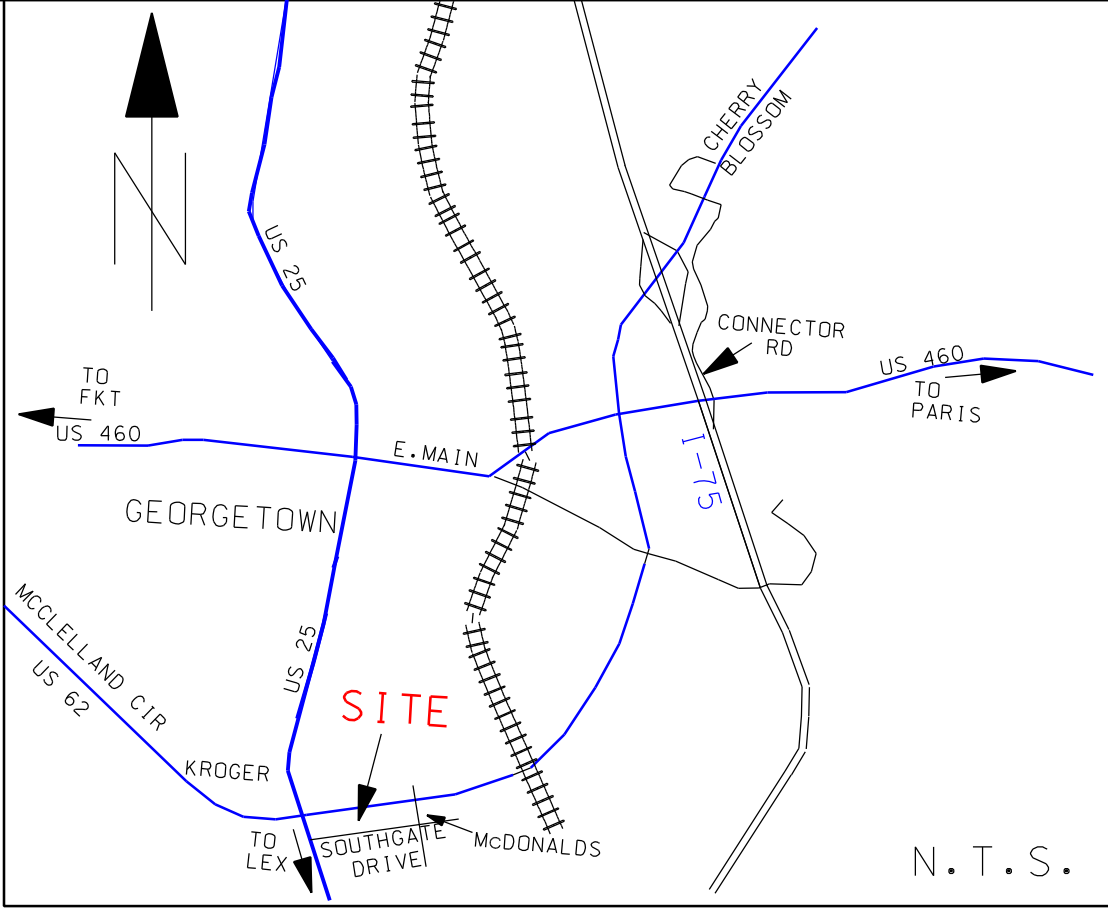 N
CHERRY
BLOSSOM
US 25
CONNECTOR
RD
US 460
TO
PARIS
TO
FKT
US 460
E.MAIN
I-75
GEORGETOWN
MCCLELLAND CIR
US 62
US 25
SITE
KROGER
TO
LEX
SOUTHGATE
DRIVE
McDONALDS
N.T.S.